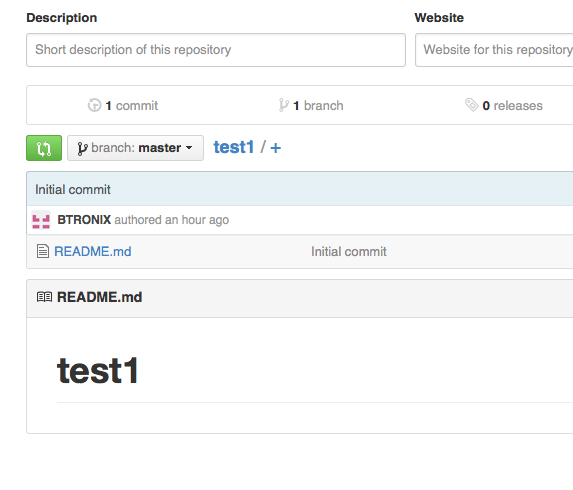 Description Website
Short description of this repository Website for this repository
1 commit 1 branch 0 releases
branch: master test1 / +
Initial commit
BTRONIX authored an hour ago
README.md Initial commit
README.md
test1